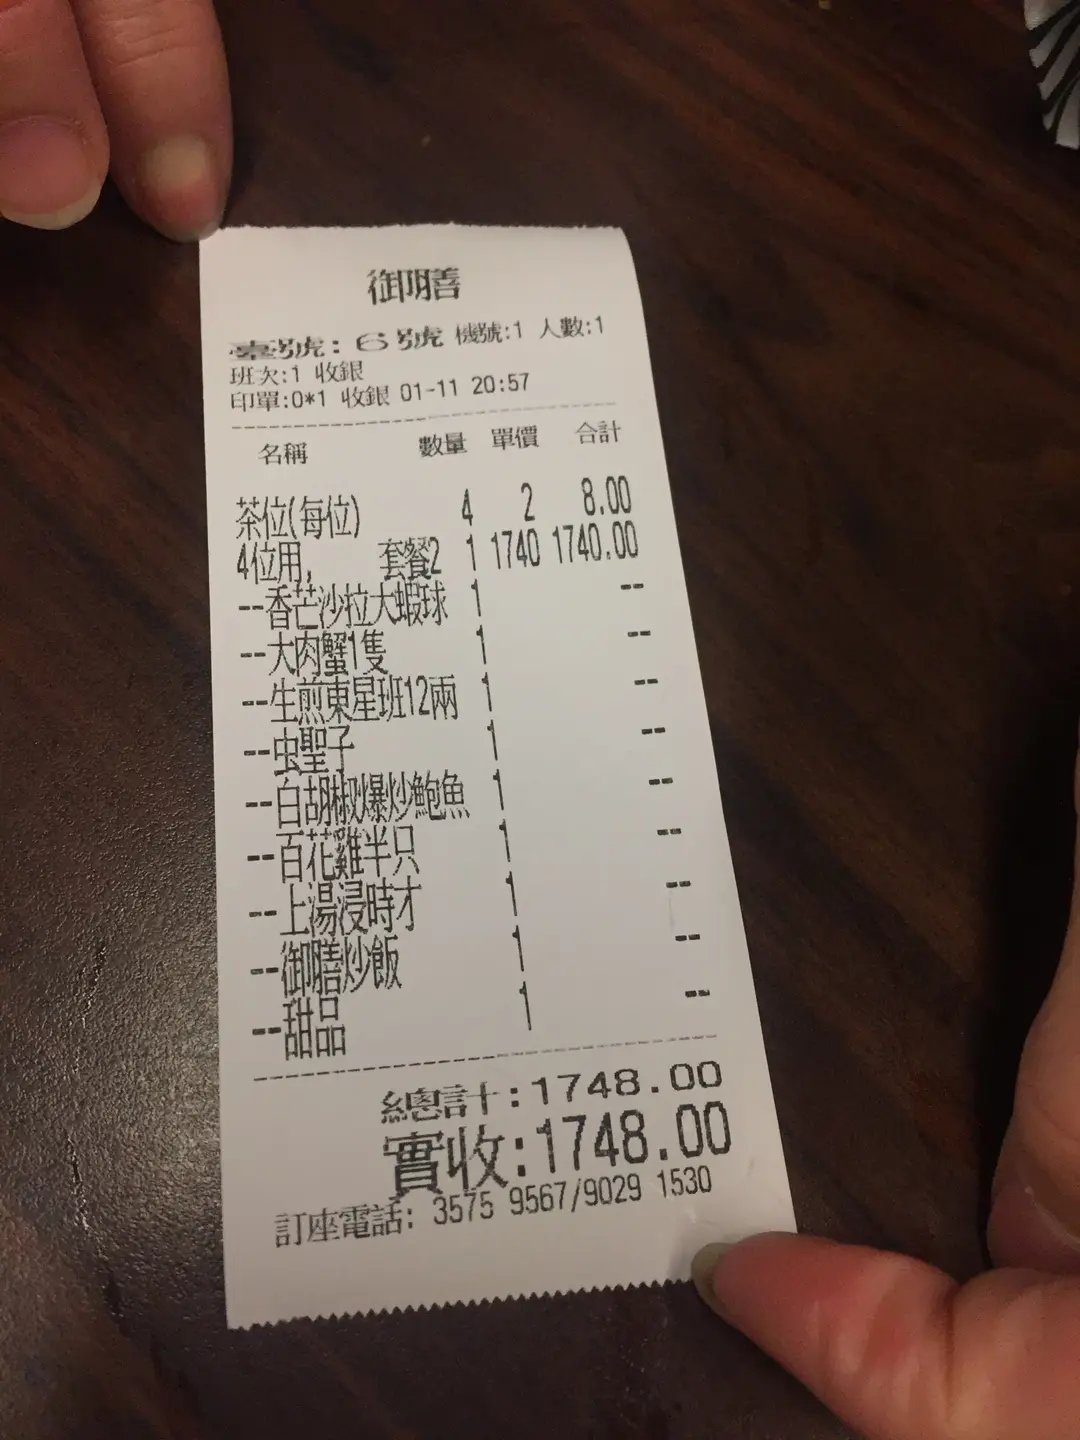 御膳
臺號: 6 號 機號:1 人數:1
班次:1 收銀
印單:0*1 收銀 01-11 20:57
名稱 數量 單價 合計
茶位(每位) 4 2 8.00
4位用, 套餐2 1 1740 1740.00
--香芒沙拉大蝦球 1 --
--大肉蟹1隻 1 --
--生煎東星班12兩 1 --
--虫聖子 1 --
--白胡椒爆炒鮑魚 1 --
--百花雞半只 1 --
--上湯浸時才 1 --
--御膳炒飯 1 --
--甜品 1 --
總計:1748.00
實收:1748.00
訂座電話: 3575 9567/9029 1530